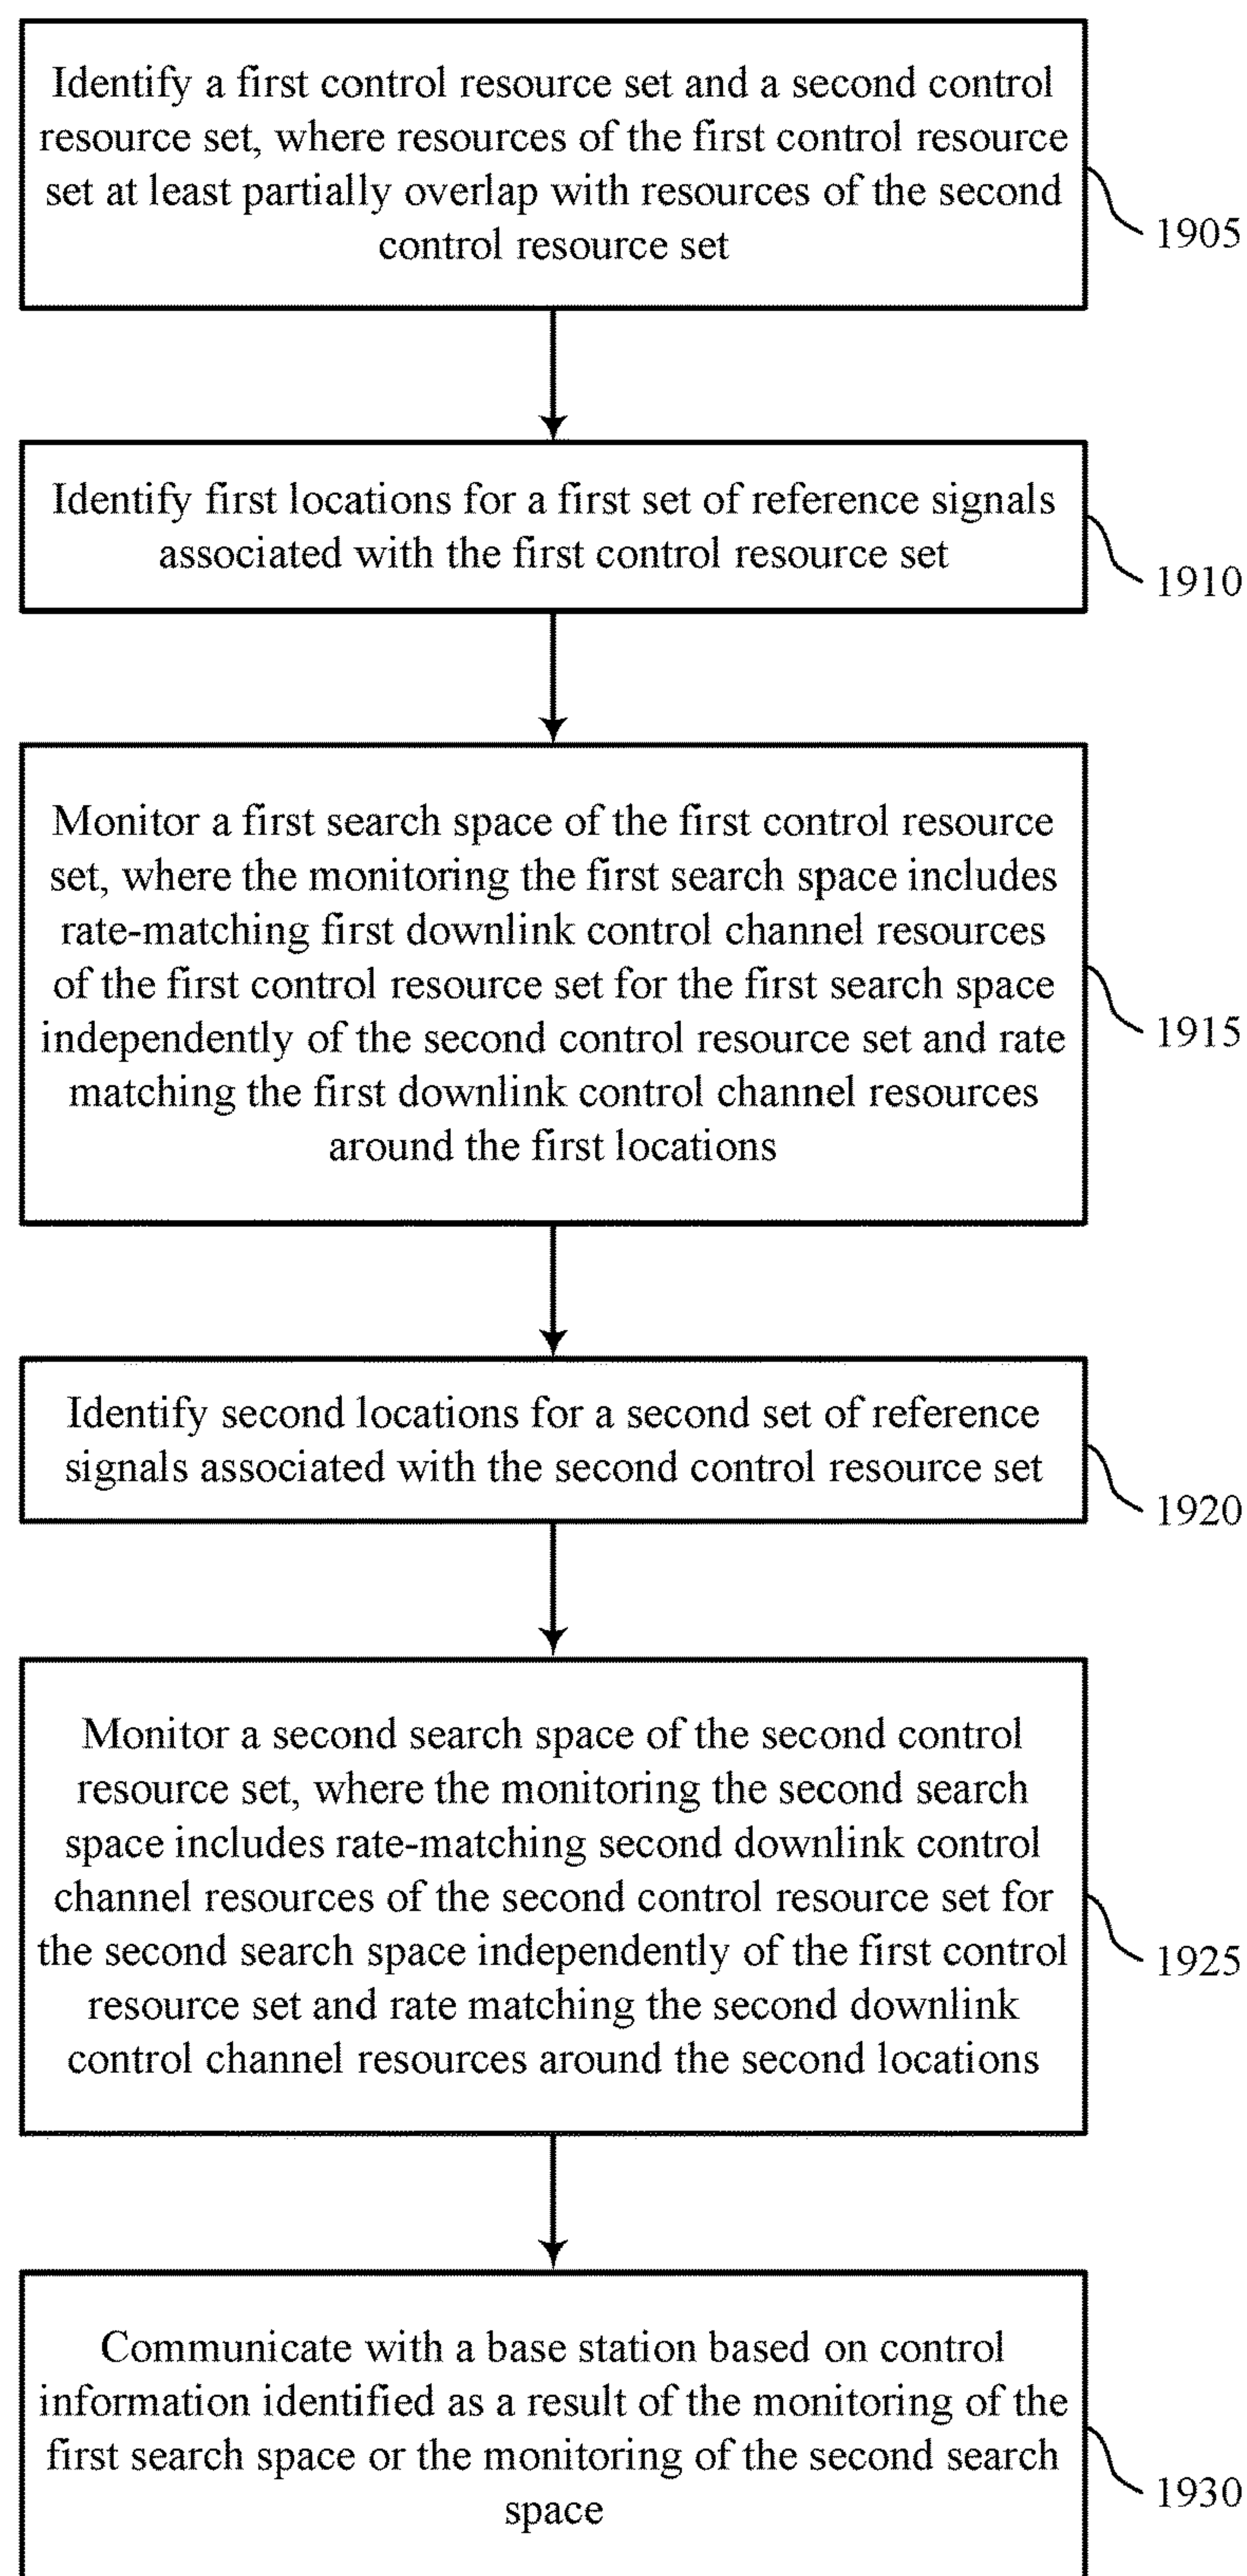 Identify a first control resource set and a second control
resource set, where resources of the first control resource
set at least partially overlap with resources of the second
control resource set
1905
Identify first locations for a first set of reference signals
associated with the first control resource set
1910
Monitor a first search space of the first control resource
set, where the monitoring the first search space includes
rate-matching first downlink control channel resources
of the first control resource set for the first search space
independently of the second control resource set and rate
matching the first downlink control channel resources
around the first locations
1915
Identify second locations for a second set of reference
signals associated with the second control resource set
1920
Monitor a second search space of the second control
resource set, where the monitoring the second search
space includes rate-matching second downlink control
channel resources of the second control resource set for
the second search space independently of the first control
resource set and rate matching the second downlink
control channel resources around the second locations
1925
Communicate with a base station based on control
information identified as a result of the monitoring of the
first search space or the monitoring of the second search
space
1930